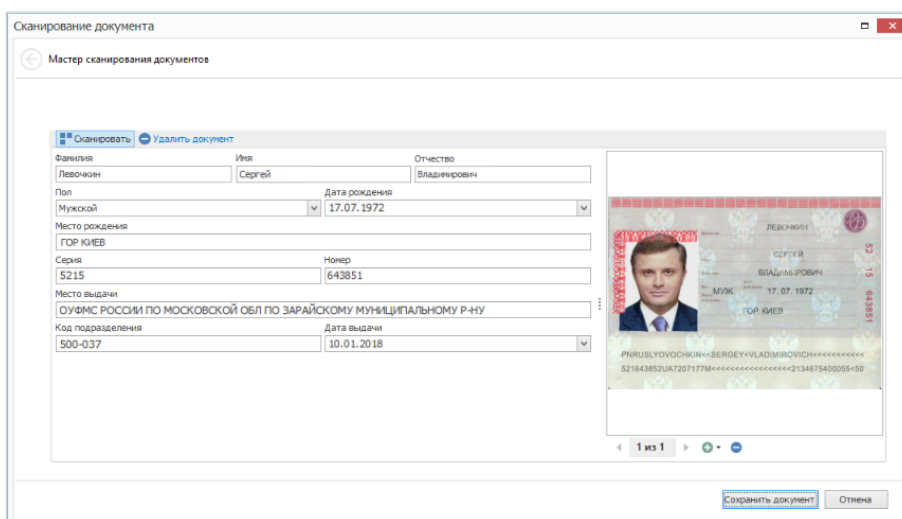 Сканирование документа
Мастер сканирования документов
Сканировать Удалить документ
Фамилия Имя Отчество
Левочкин Сергей Владимирович
Пол Дата рождения
Мужской 17.07.1972
Место рождения
ГОР КИЕВ
Серия Номер
5215 643851
Место выдачи
ОУФМС РОССИИ ПО МОСКОВСКОЙ ОБЛ ПО ЗАРАЙСКОМУ МУНИЦИПАЛЬНОМУ Р-НУ
Код подразделения Дата выдачи
500-037 10.01.2018
ЛЕВОЧКИН
СЕРГЕЙ
ВЛАДИМИРОВИЧ
МУЖ. 17. 07. 1972
ГОР КИЕВ
52 15 643851
PNRUSLYOVOCHKIN<<SERGEY<VLADIMIROVICH<<<<<<<<<<<
521643852UA7207177M<<<<<<<<<<<<<<<<2134675400055<50
1 из 1
Сохранить документ Отмена